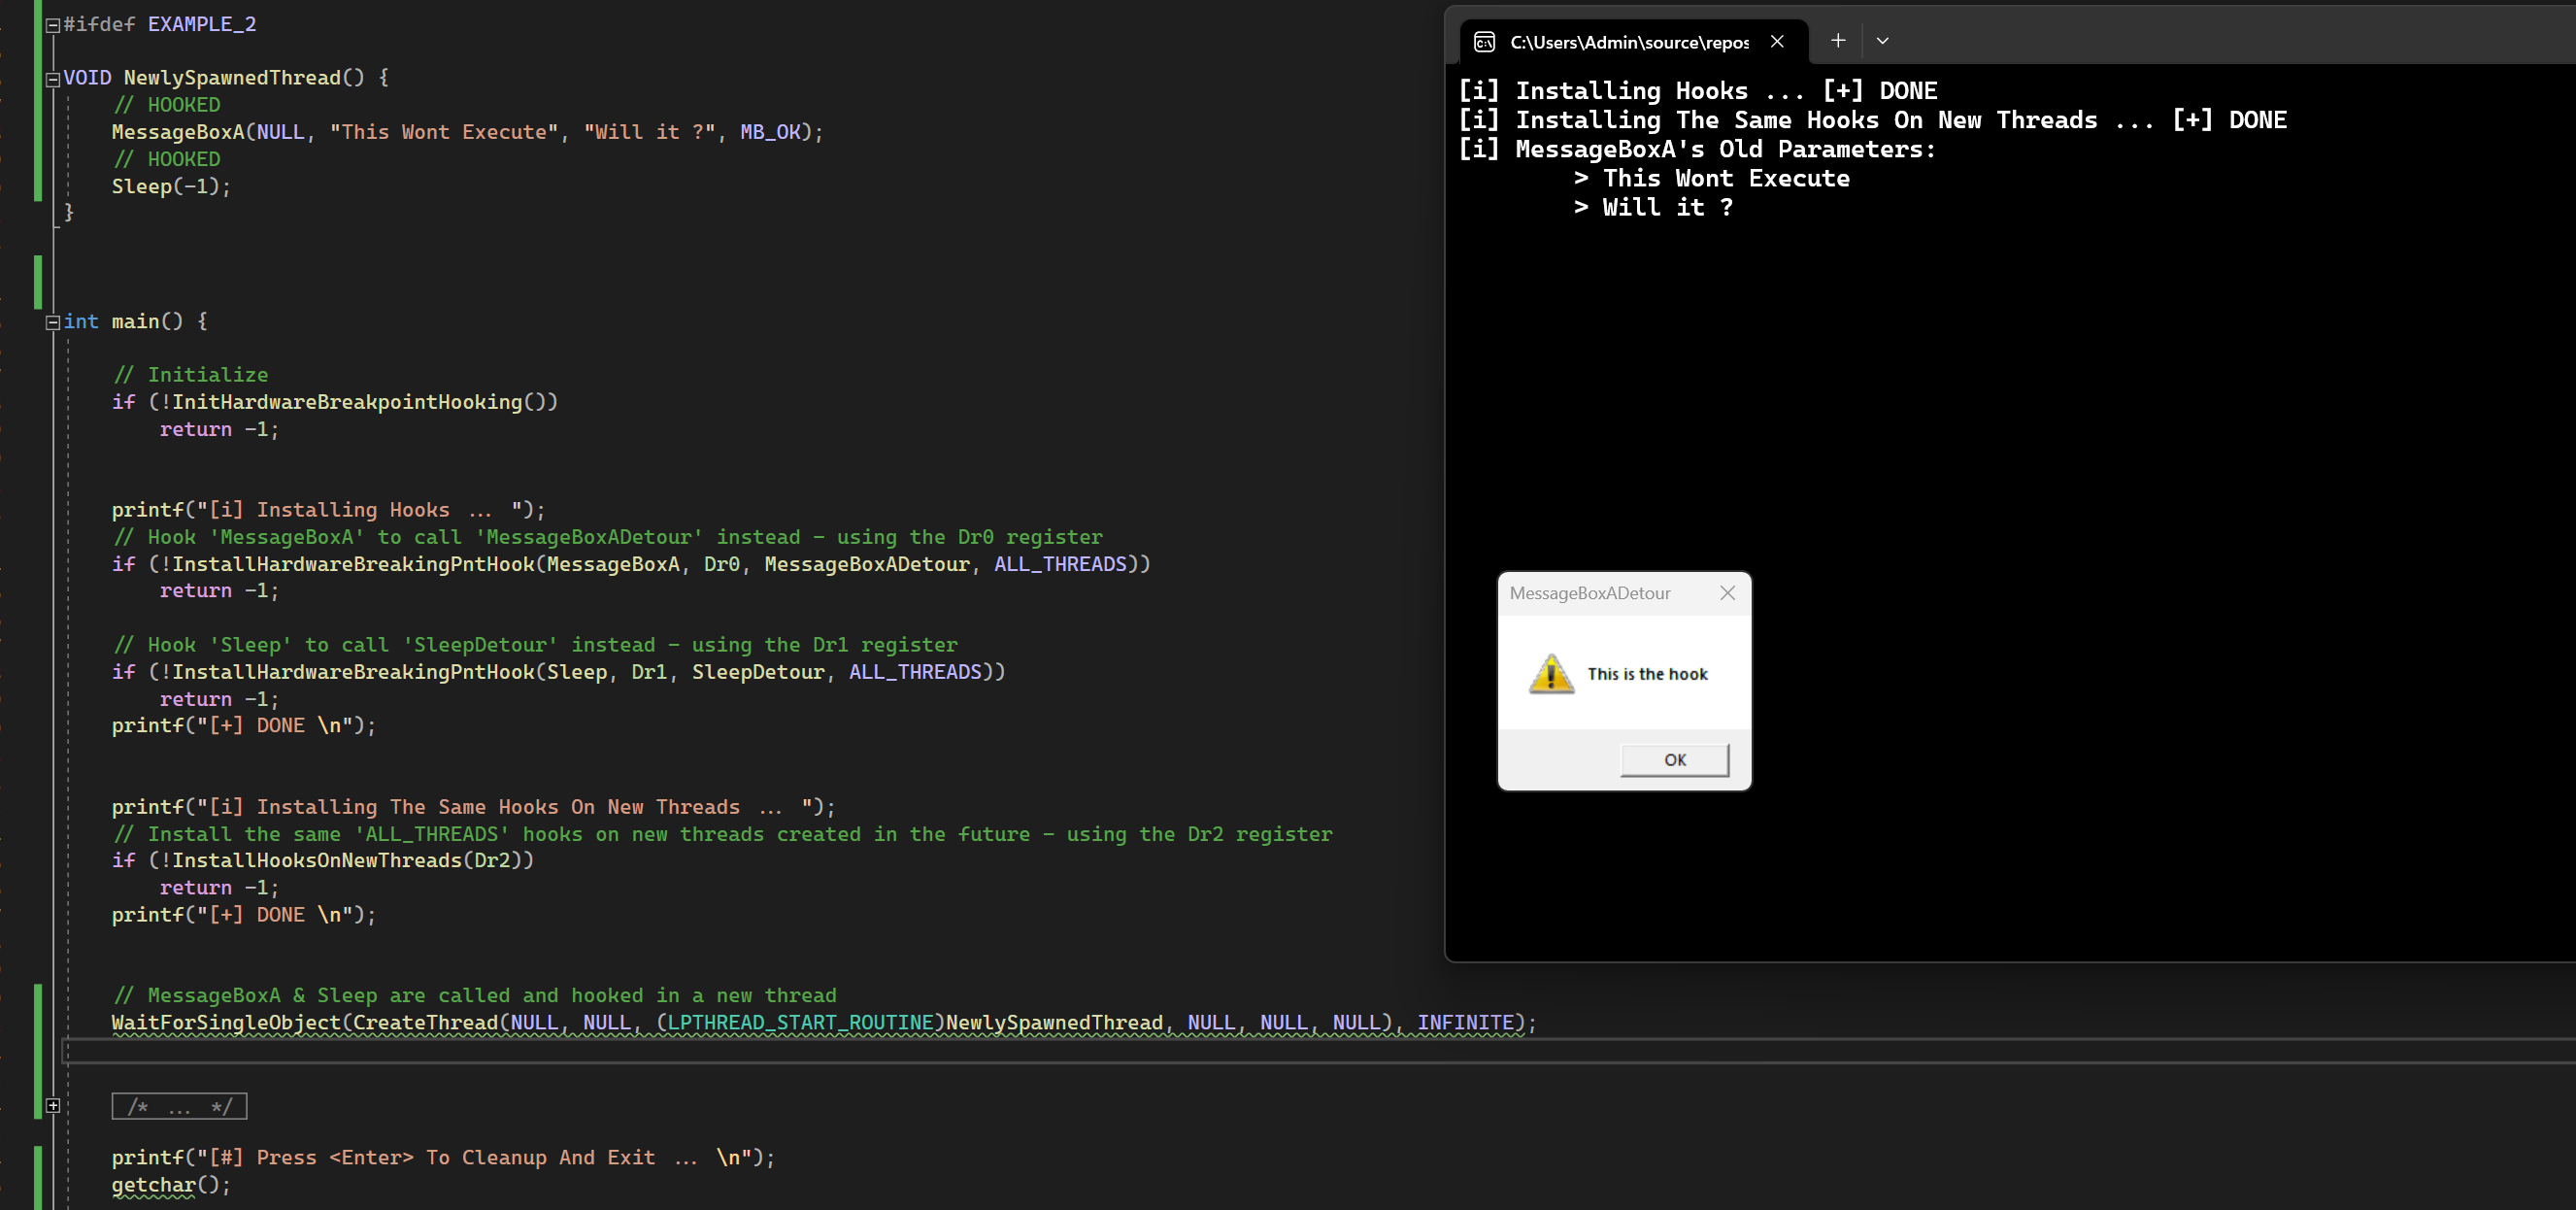 #ifdef EXAMPLE_2
VOID NewlySpawnedThread() {
// HOOKED
MessageBoxA(NULL, "This Wont Execute", "Will it ?", MB_OK);
// HOOKED
Sleep(-1);
}
int main() {
// Initialize
if (!InitHardwareBreakpointHooking())
return -1;
printf("[i] Installing Hooks ... ");
// Hook 'MessageBoxA' to call 'MessageBoxADetour' instead - using the Dr0 register
if (!InstallHardwareBreakingPntHook(MessageBoxA, Dr0, MessageBoxADetour, ALL_THREADS))
return -1;
// Hook 'Sleep' to call 'SleepDetour' instead - using the Dr1 register
if (!InstallHardwareBreakingPntHook(Sleep, Dr1, SleepDetour, ALL_THREADS))
return -1;
printf("[+] DONE \n");
printf("[i] Installing The Same Hooks On New Threads ... ");
// Install the same 'ALL_THREADS' hooks on new threads created in the future - using the Dr2 register
if (!InstallHooksOnNewThreads(Dr2))
return -1;
printf("[+] DONE \n");
// MessageBoxA & Sleep are called and hooked in a new thread
WaitForSingleObject(CreateThread(NULL, NULL, (LPTHREAD_START_ROUTINE)NewlySpawnedThread, NULL, NULL, NULL), INFINITE);
/* ... */
printf("[#] Press <Enter> To Cleanup And Exit ... \n");
getchar();
C:\Users\Admin\source\repos
[i] Installing Hooks ... [+] DONE
[i] Installing The Same Hooks On New Threads ... [+] DONE
[i] MessageBoxA's Old Parameters:
> This Wont Execute
> Will it ?
MessageBoxADetour
This is the hook
OK